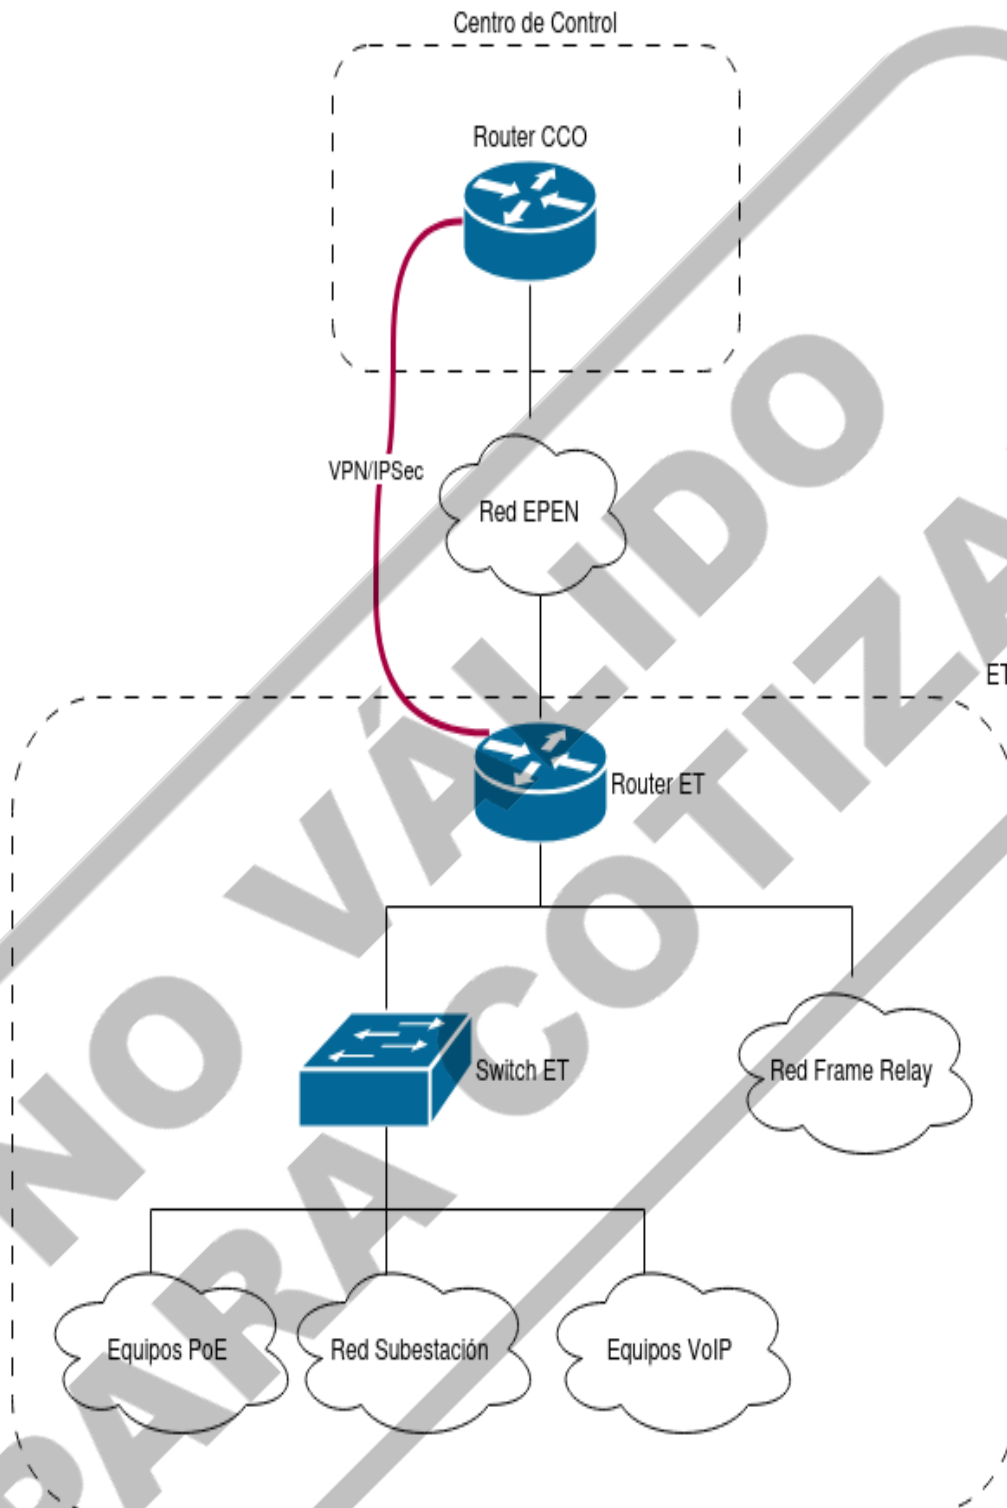 Centro de Control
Router CCO
VPN/IPSec
Red EPEN
ET
Router ET
Switch ET
Red Frame Relay
Equipos PoE
Red Subestación
Equipos VoIP
NO VÁLIDO
PARA COTIZA